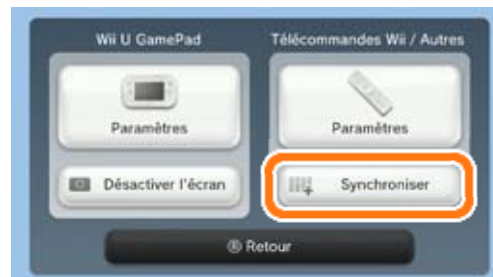 Wii U GamePad
Télécommandes Wii / Autres
Paramètres
Paramètres
Désactiver l'écran
Synchroniser
Ⓑ Retour